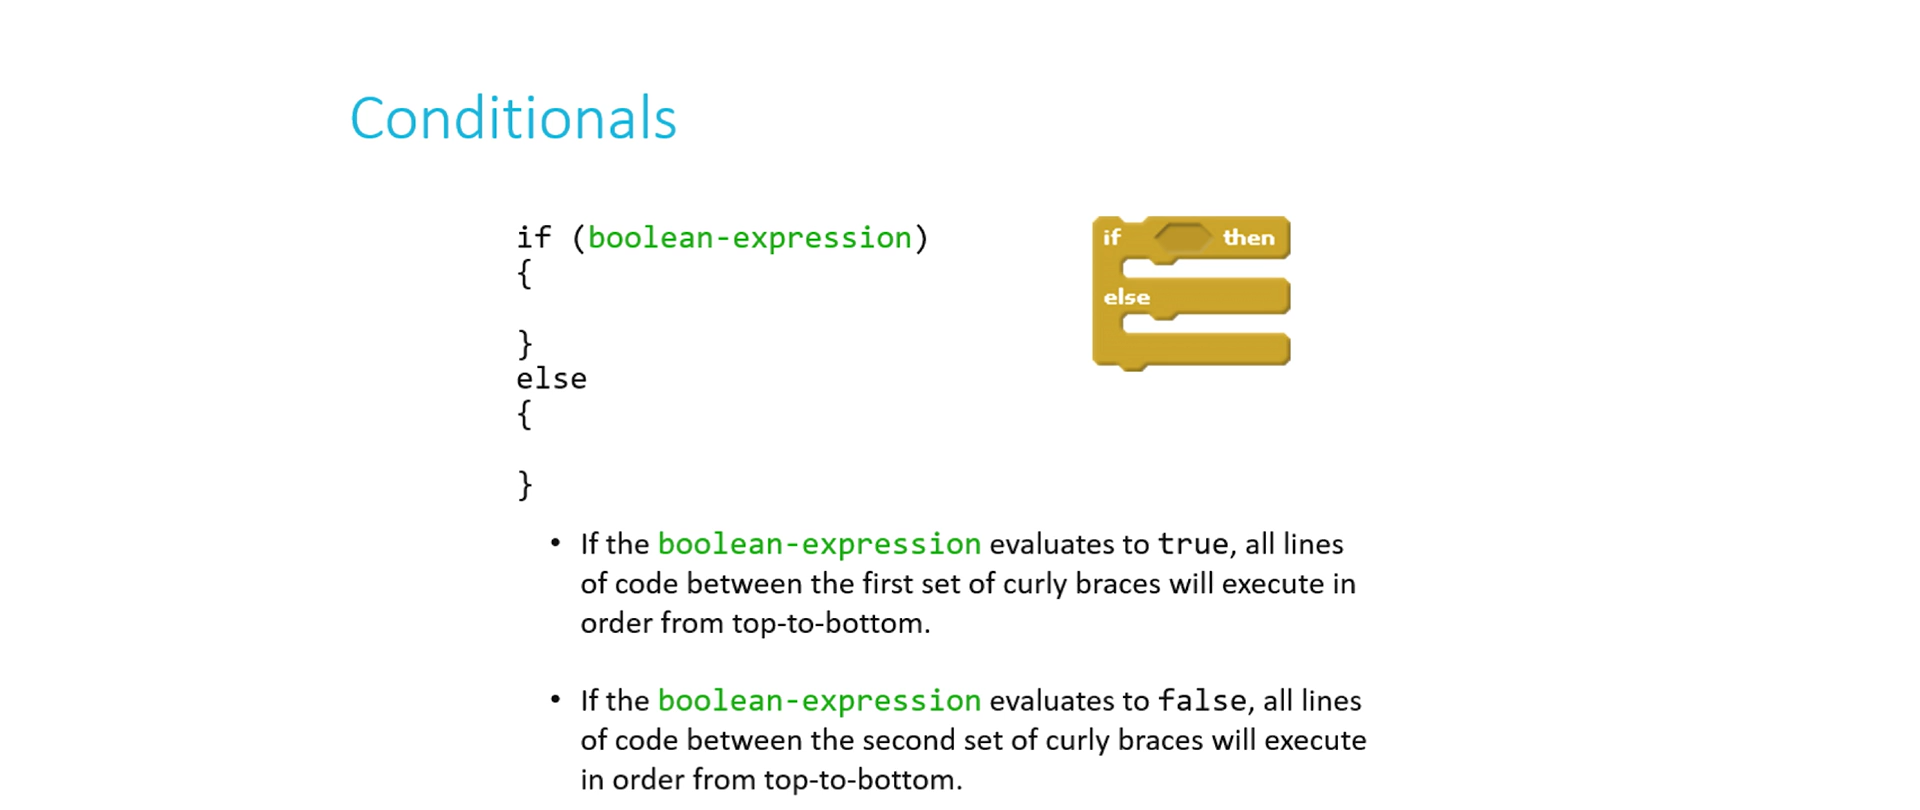 Conditionals
if (boolean-expression)
{
}
else
{
}
if then
else
• If the boolean-expression evaluates to true, all lines
of code between the first set of curly braces will execute in
order from top-to-bottom.
• If the boolean-expression evaluates to false, all lines
of code between the second set of curly braces will execute
in order from top-to-bottom.